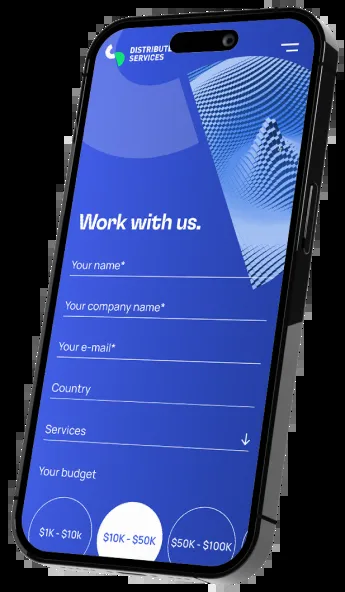 DISTRIBUTE
SERVICES
Work with us.
Your name*
Your company name*
Your e-mail*
Country
Services
Your budget
$1K - $10k
$10K - $50K
$50K - $100K